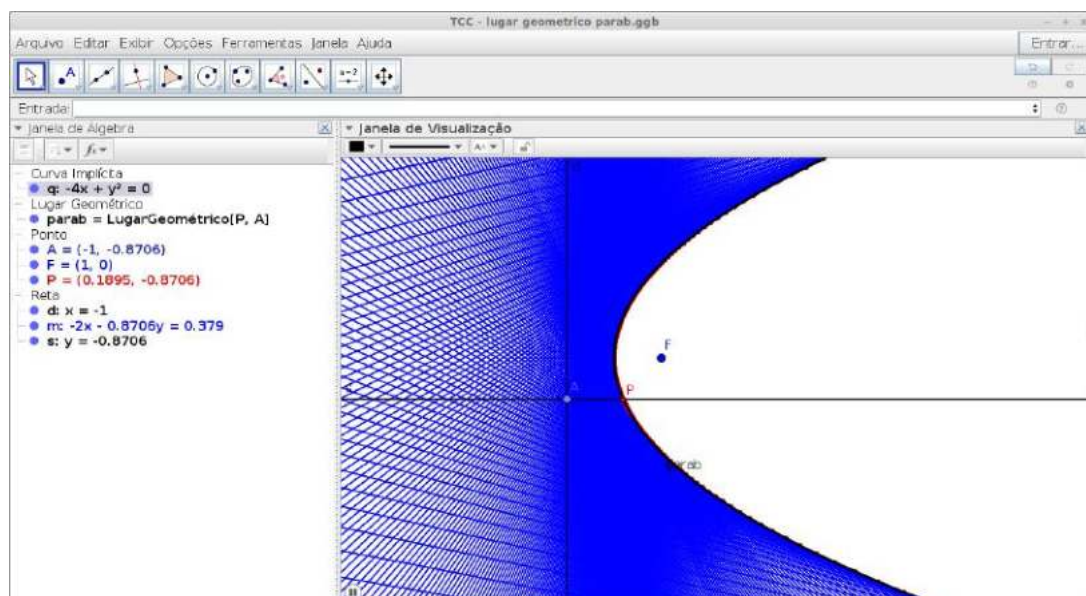 TCC - lugar geometrico parab.ggb
Arquivo Editar Exibir Opções Ferramentas Janela Ajuda
Entrar...
A
a=2
Entrada:
Janela de Álgebra
Janela de Visualização
Curva Implícita
q: -4x + y² = 0
Lugar Geométrico
parab = LugarGeométrico[P, A]
Ponto
A = (-1, -0.8706)
F = (1, 0)
P = (0.1895, -0.8706)
Reta
d: x = -1
m: -2x - 0.8706y = 0.379
s: y = -0.8706
F
A
P
parab